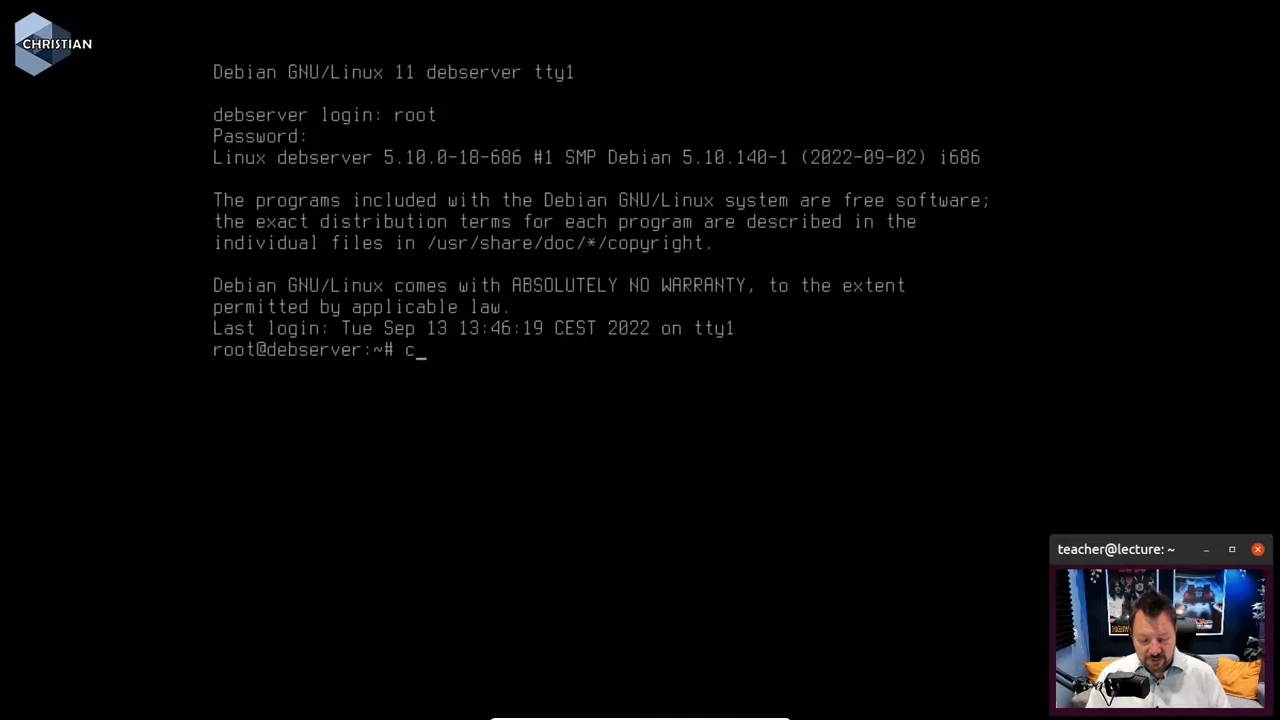 CHRISTIAN
Debian GNU/Linux 11 debserver tty1
debserver login: root
Password:
Linux debserver 5.10.0-18-686 #1 SMP Debian 5.10.140-1 (2022-09-02) i686
The programs included with the Debian GNU/Linux system are free software;
the exact distribution terms for each program are described in the
individual files in /usr/share/doc/*/copyright.
Debian GNU/Linux comes with ABSOLUTELY NO WARRANTY, to the extent
permitted by applicable law.
Last login: Tue Sep 13 13:46:19 CEST 2022 on tty1
root@debserver:~# c_
teacher@lecture: ~